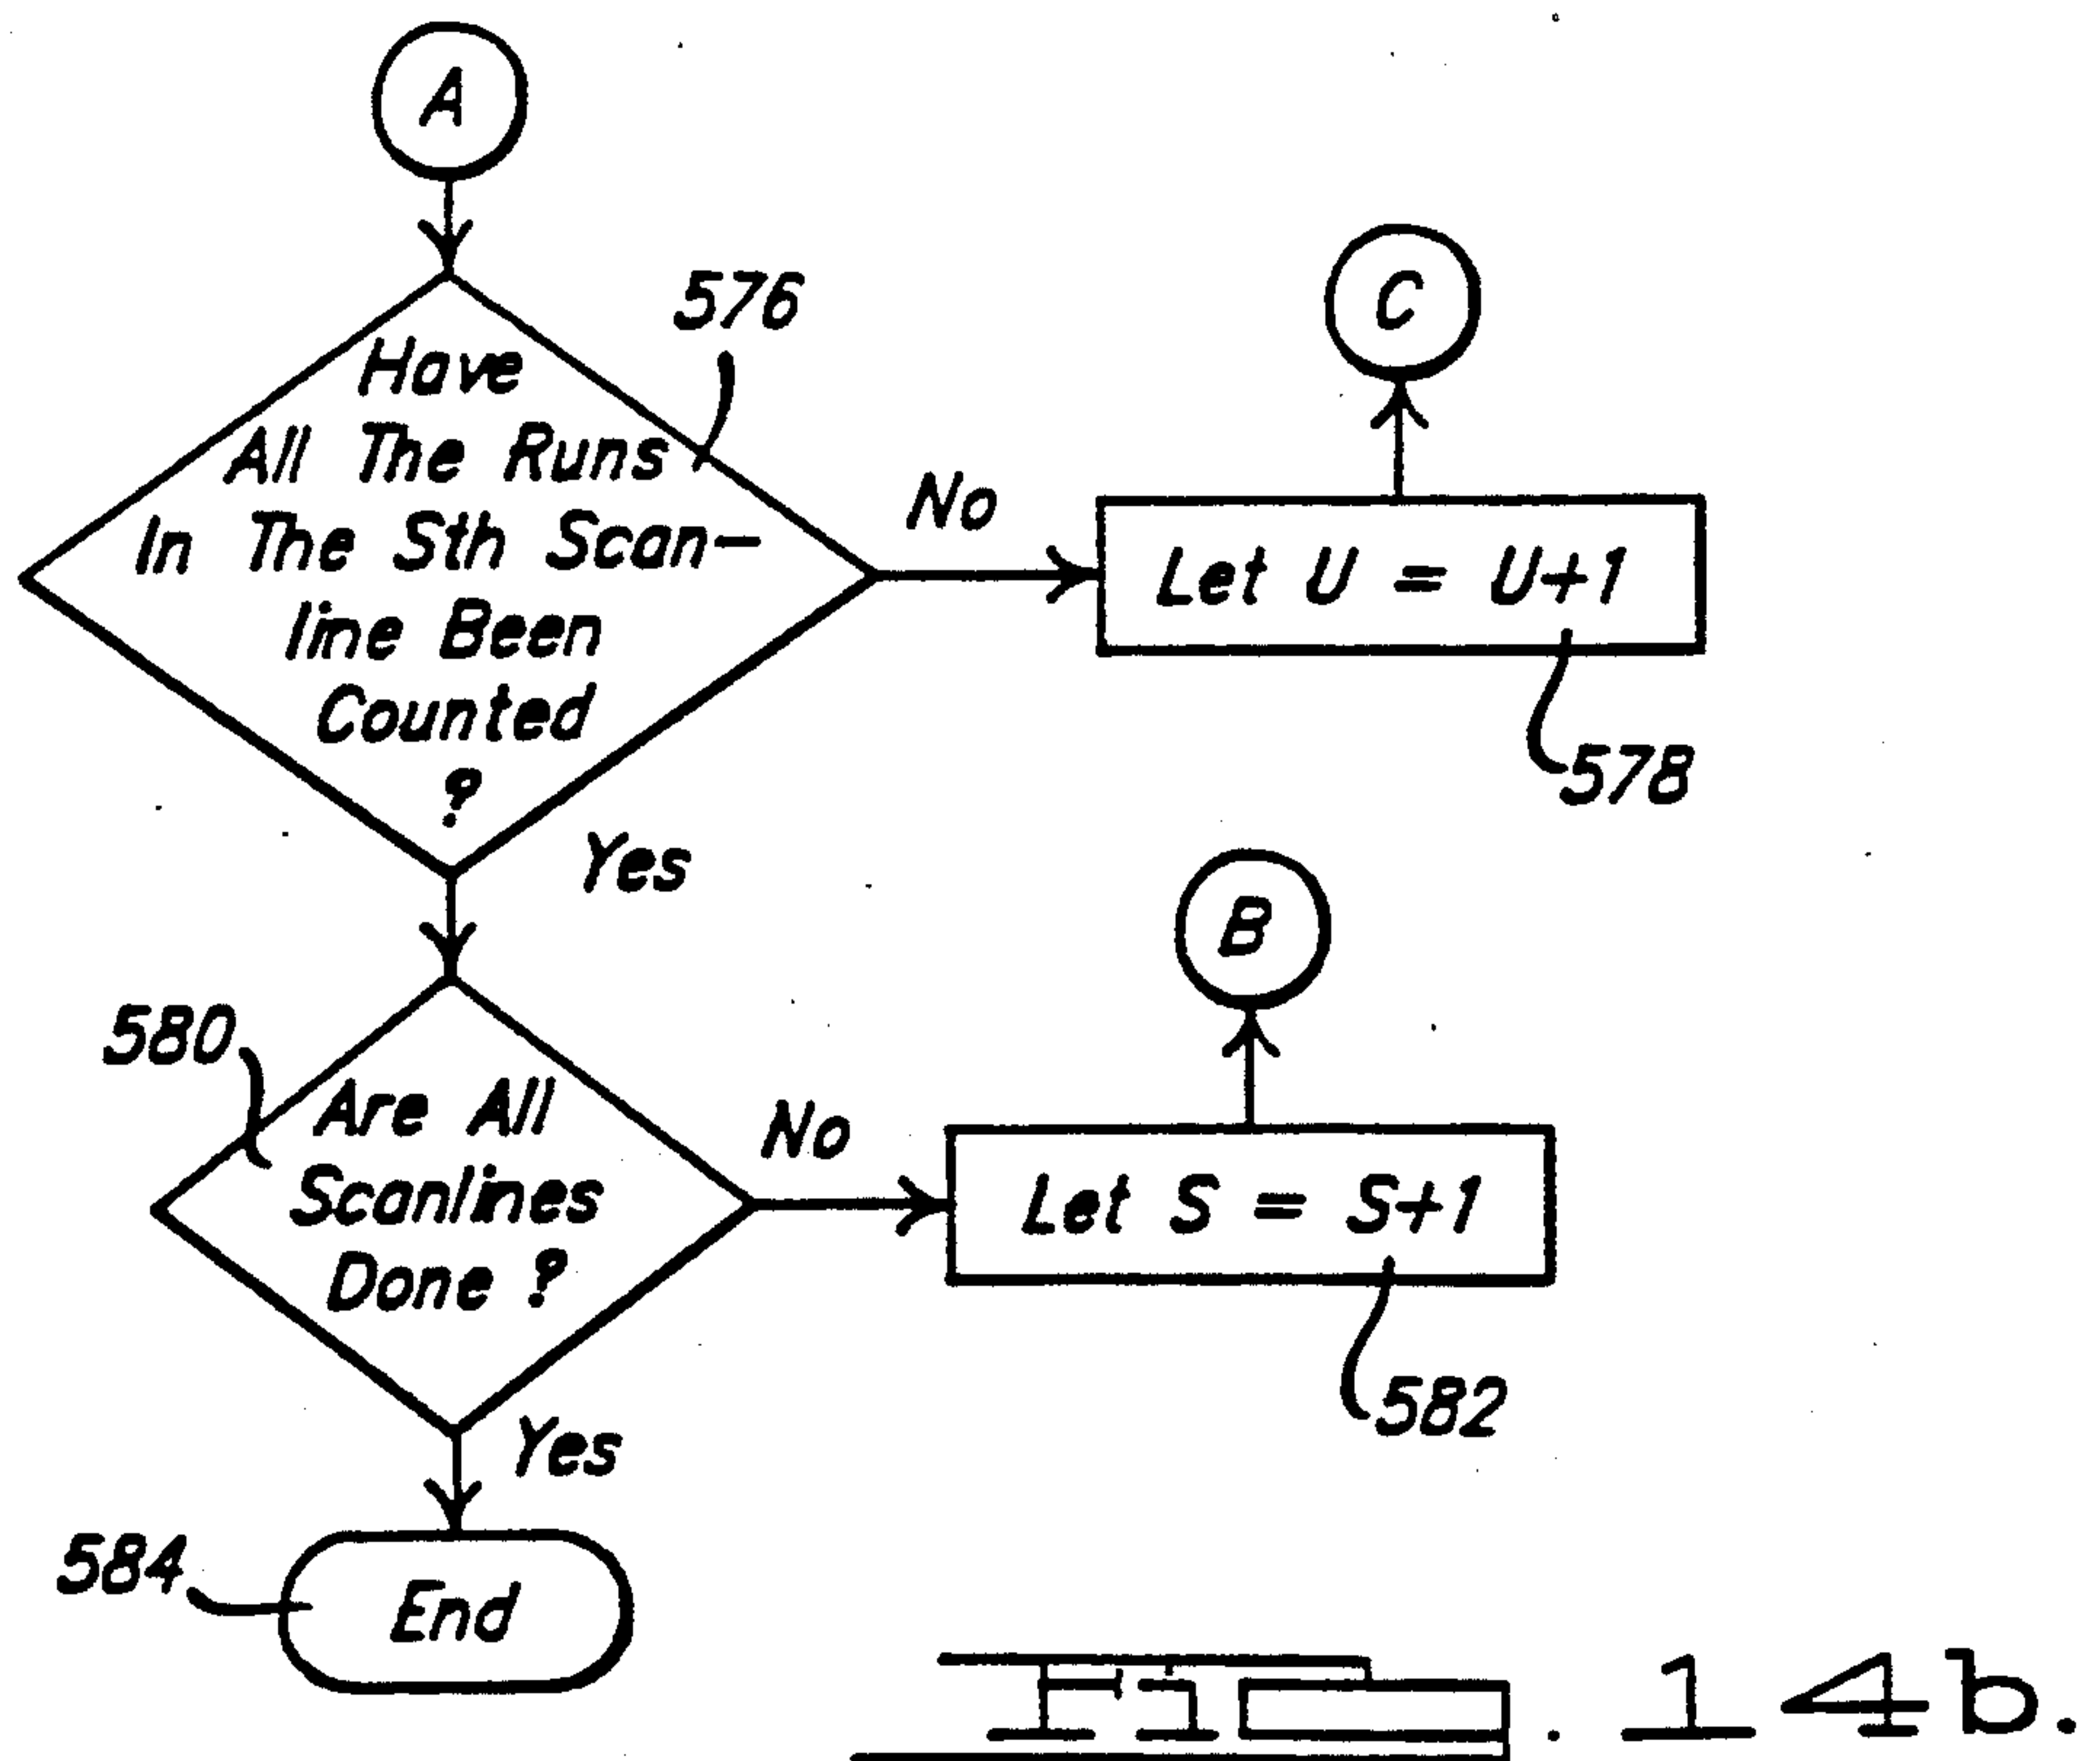 A
576
Have
All The Runs
In The Sth Scan-
line Been
Counted
?
No
C
Let U = U+1
578
Yes
580
Are All
Scanlines
Done ?
No
B
Let S = S+1
582
Yes
584
End
FIG. 14b.